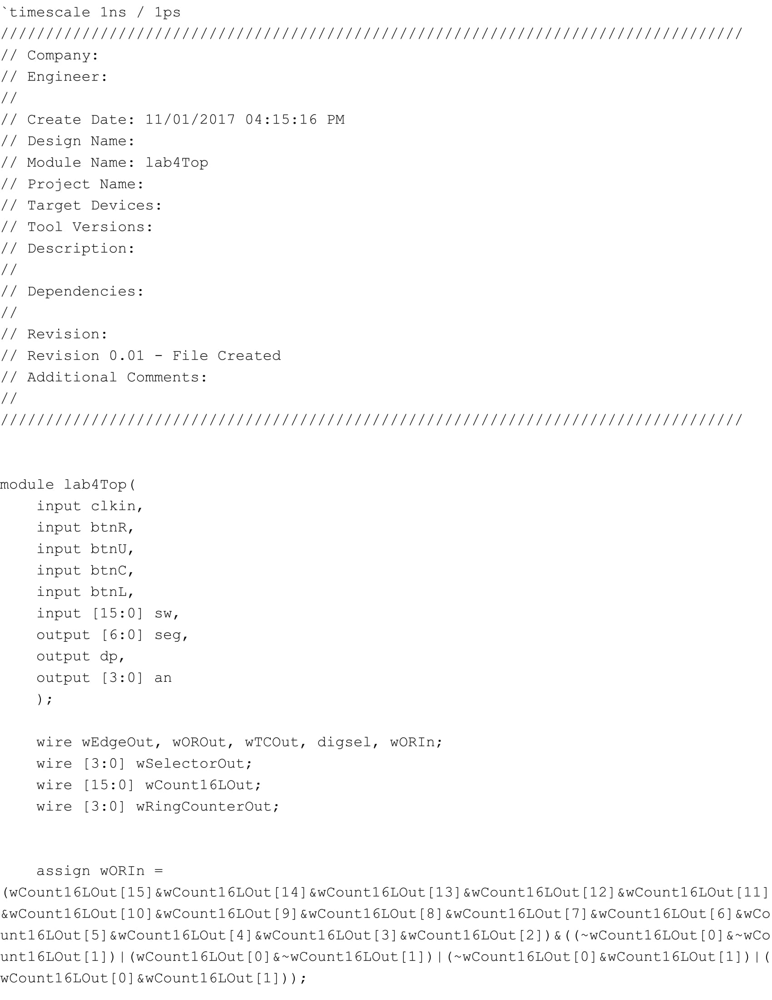 `timescale 1ns / 1ps
//////////////////////////////////////////////////////////////////////////////////
// Company:
// Engineer:
//
// Create Date: 11/01/2017 04:15:16 PM
// Design Name:
// Module Name: lab4Top
// Project Name:
// Target Devices:
// Tool Versions:
// Description:
//
// Dependencies:
//
// Revision:
// Revision 0.01 - File Created
// Additional Comments:
//
//////////////////////////////////////////////////////////////////////////////////
module lab4Top(
    input clkin,
    input btnR,
    input btnU,
    input btnC,
    input btnL,
    input [15:0] sw,
    output [6:0] seg,
    output dp,
    output [3:0] an
    );
    wire wEdgeOut, wOROut, wTCOut, digsel, wORIn;
    wire [3:0] wSelectorOut;
    wire [15:0] wCount16LOut;
    wire [3:0] wRingCounterOut;
    assign wORIn =
(wCount16LOut[15]&wCount16LOut[14]&wCount16LOut[13]&wCount16LOut[12]&wCount16LOut[11]
&wCount16LOut[10]&wCount16LOut[9]&wCount16LOut[8]&wCount16LOut[7]&wCount16LOut[6]&wCo
unt16LOut[5]&wCount16LOut[4]&wCount16LOut[3]&wCount16LOut[2])&((~wCount16LOut[0]&~wCo
unt16LOut[1])|(wCount16LOut[0]&~wCount16LOut[1])|(~wCount16LOut[0]&wCount16LOut[1])|(
wCount16LOut[0]&wCount16LOut[1]));